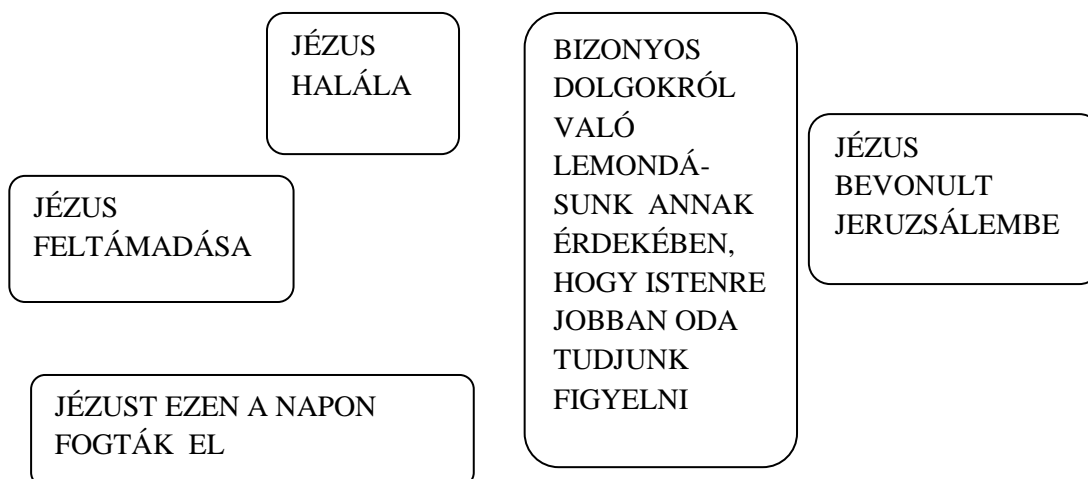 JÉZUS
HALÁLA
BIZONYOS
DOLGOKRÓL
VALÓ
LEMONDÁ-
SUNK ANNAK
ÉRDEKÉBEN,
HOGY ISTENRE
JOBBAN ODA
TUDJUNK
FIGYELNI
JÉZUS
BEVONULT
JERUZSÁLEMBE
JÉZUS
FELTÁMADÁSA
JÉZUST EZEN A NAPON
FOGTÁK EL